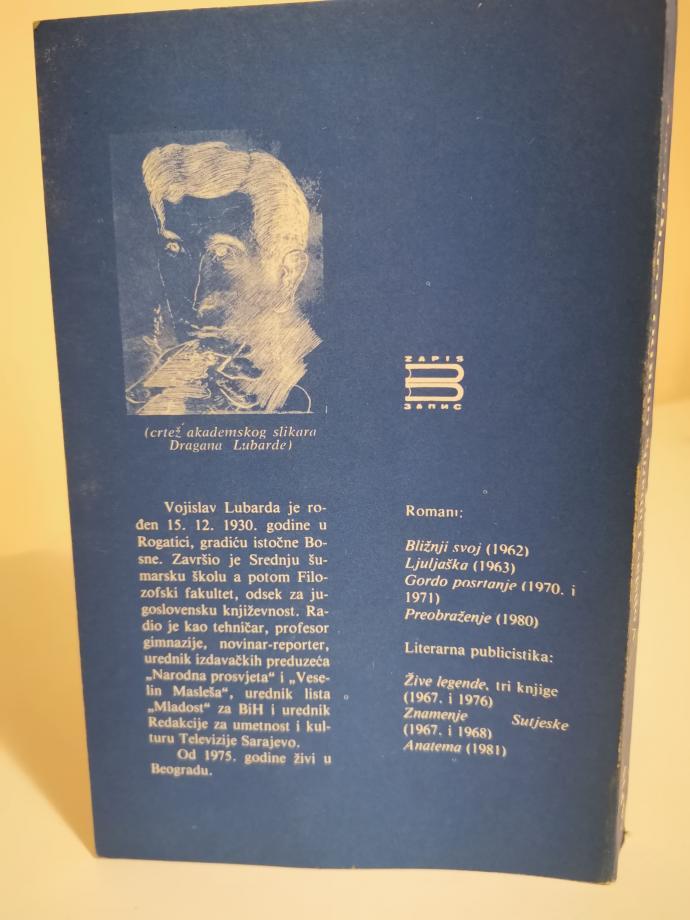 (crtež akademskog slikara
Dragana Lubarde)
Vojislav Lubarda je ro-
đen 15. 12. 1930. godine u
Rogatici, gradiću istočne Bo-
sne. Završio je Srednju šu-
marsku školu a potom Filo-
zofski fakultet, odsek za ju-
goslovensku književnost. Ra-
dio je kao tehničar, profesor
gimnazije, novinar-reporter,
urednik izdavačkih preduzeća
„Narodna prosvjeta“ i „Vese-
lin Masleša“, urednik lista
„Mladost“ za BiH i urednik
Redakcije za umetnost i kul-
turu Televizije Sarajevo.
Od 1975. godine živi u
Beogradu.
ZAPIS
ЗАПИС
Romani:
Bližnji svoj (1962)
Ljuljaška (1963)
Gordo posrtanje (1970. i
1971)
Preobraženje (1980)
Literarna publicistika:
Žive legende, tri knjige
(1967. i 1976)
Znamenje Sutjeske
(1967. i 1968)
Anatema (1981)